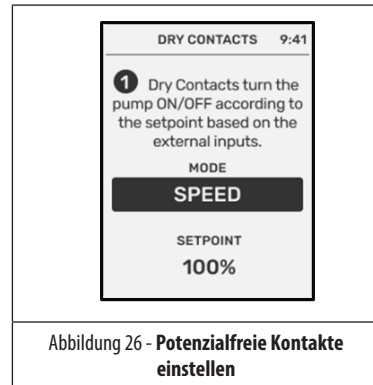 DRY CONTACTS 9:41
1 Dry Contacts turn the
pump ON/OFF according to
the setpoint based on the
external inputs.
MODE
SPEED
SETPOINT
100%
Abbildung 26 - Potenzialfreie Kontakte
einstellen